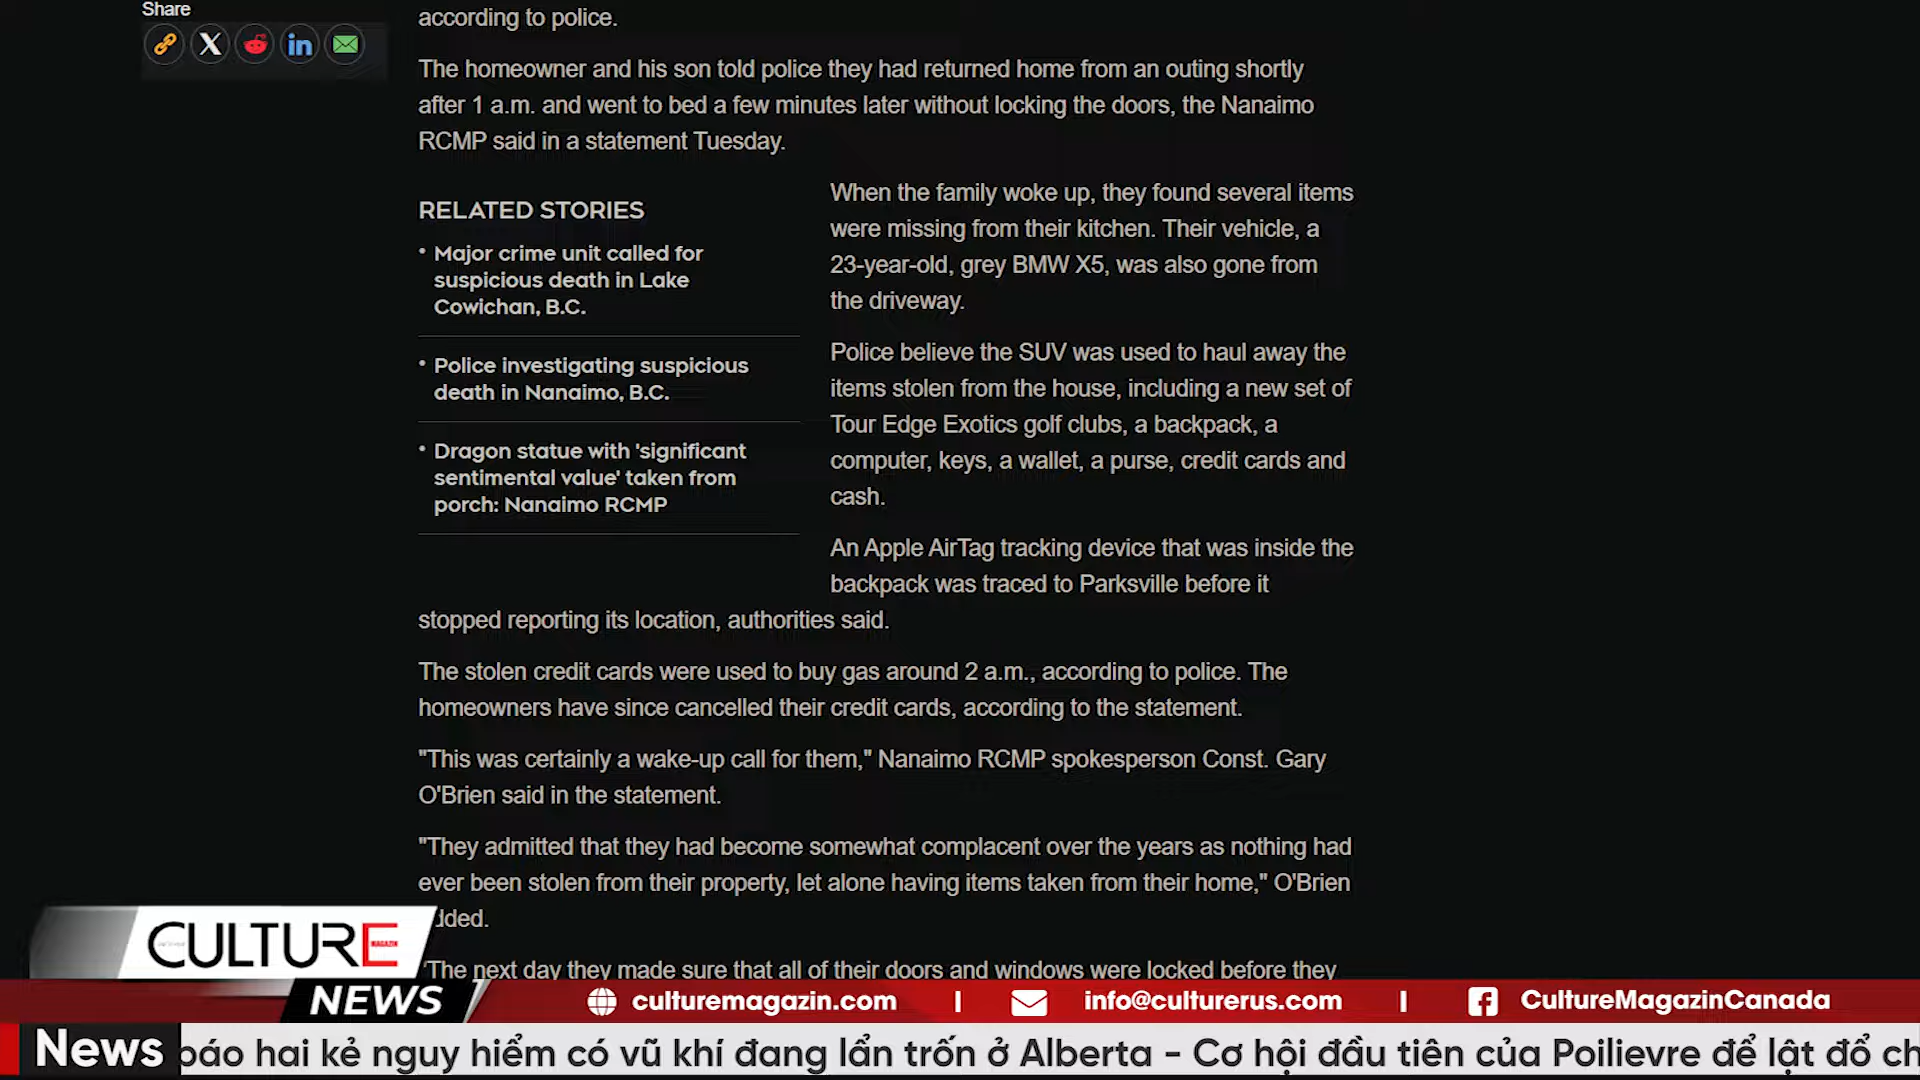 Share
according to police.
The homeowner and his son told police they had returned home from an outing shortly
after 1 a.m. and went to bed a few minutes later without locking the doors, the Nanaimo
RCMP said in a statement Tuesday.
RELATED STORIES
• Major crime unit called for
suspicious death in Lake
Cowichan, B.C.
• Police investigating suspicious
death in Nanaimo, B.C.
• Dragon statue with 'significant
sentimental value' taken from
porch: Nanaimo RCMP
When the family woke up, they found several items
were missing from their kitchen. Their vehicle, a
23-year-old, grey BMW X5, was also gone from
the driveway.
Police believe the SUV was used to haul away the
items stolen from the house, including a new set of
Tour Edge Exotics golf clubs, a backpack, a
computer, keys, a wallet, a purse, credit cards and
cash.
An Apple AirTag tracking device that was inside the
backpack was traced to Parksville before it
stopped reporting its location, authorities said.
The stolen credit cards were used to buy gas around 2 a.m., according to police. The
homeowners have since cancelled their credit cards, according to the statement.
"This was certainly a wake-up call for them," Nanaimo RCMP spokesperson Const. Gary
O'Brien said in the statement.
"They admitted that they had become somewhat complacent over the years as nothing had
ever been stolen from their property, let alone having items taken from their home," O'Brien
dded.
"The next day they made sure that all of their doors and windows were locked before they
CULTURE
MAGAZIN
NEWS
culturemagazin.com | info@culturerus.com | CultureMagazinCanada
News báo hai kẻ nguy hiểm có vũ khí đang lẩn trốn ở Alberta - Cơ hội đầu tiên của Poilievre để lật đổ ch